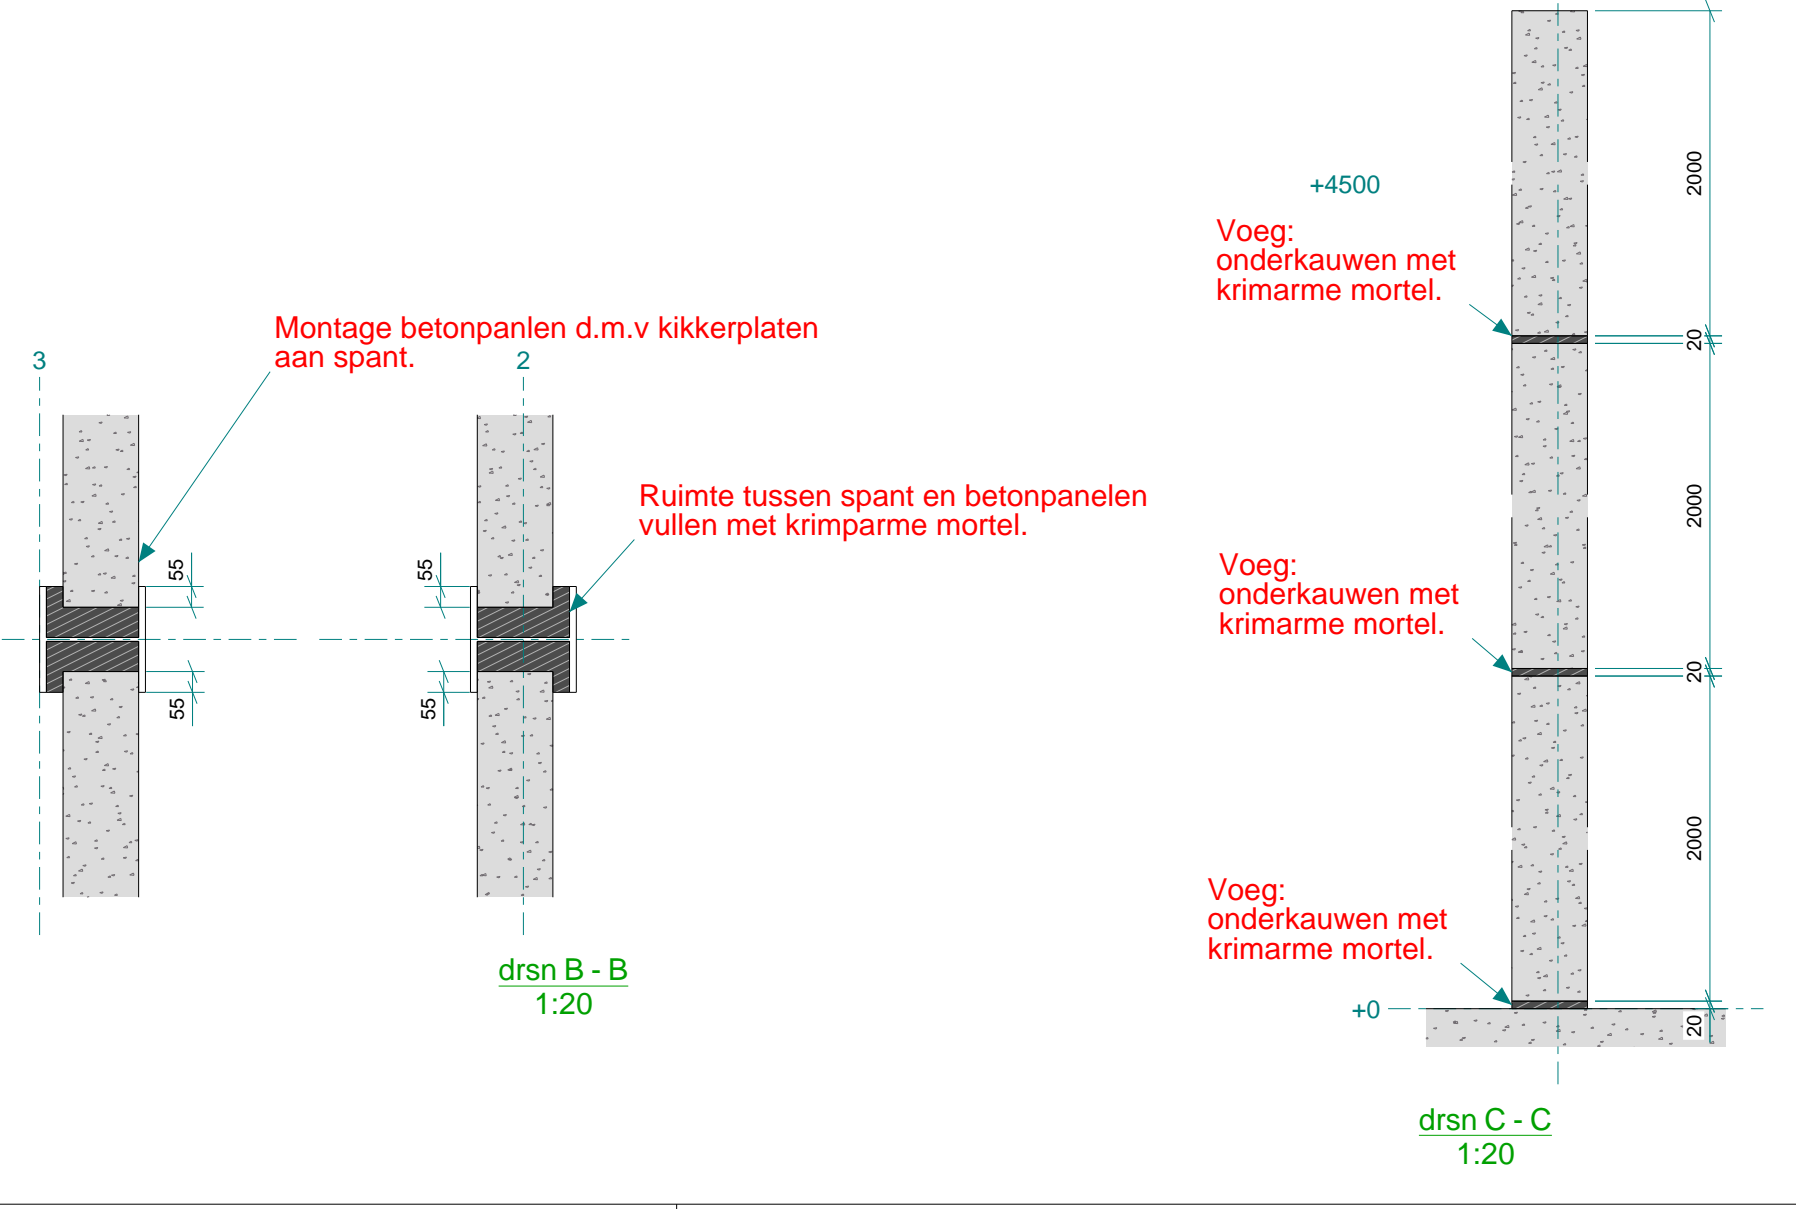 Montage betonpanlen d.m.v kikkerplaten
aan spant.
3
2
Ruimte tussen spant en betonpanelen
vullen met krimparme mortel.
55
55
55
55
drsn B - B
1:20
+4500
Voeg:
onderkauwen met
krimarme mortel.
Voeg:
onderkauwen met
krimarme mortel.
Voeg:
onderkauwen met
krimarme mortel.
+0
2000
20
2000
20
2000
20
drsn C - C
1:20